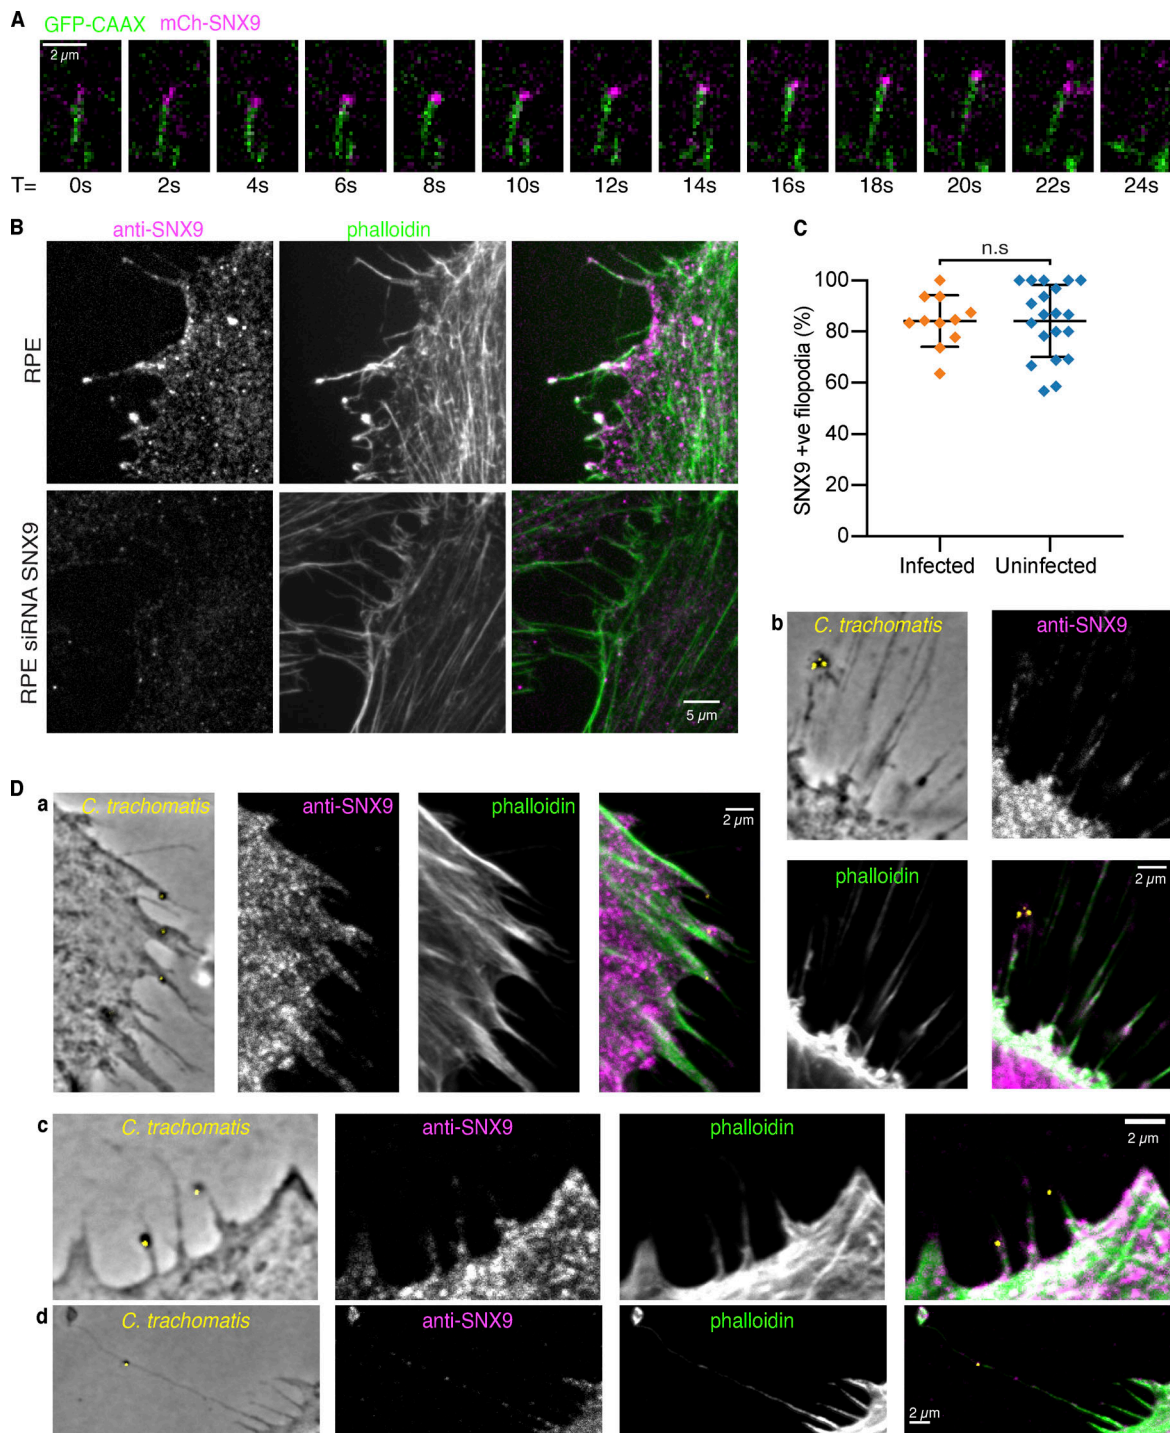 A
GFP-CAAX mCh-SNX9
2 µm
T= 0s 2s 4s 6s 8s 10s 12s 14s 16s 18s 20s 22s 24s
B
anti-SNX9 phalloidin
RPE
RPE siRNA SNX9
5 µm
C
n.s
SNX9 +ve filopodia (%)
100
80
60
40
20
0
Infected Uninfected
D
a
C. trachomatis anti-SNX9 phalloidin
2 µm
b
C. trachomatis anti-SNX9
phalloidin
2 µm
c
C. trachomatis anti-SNX9 phalloidin
2 µm
d
C. trachomatis anti-SNX9 phalloidin
2 µm